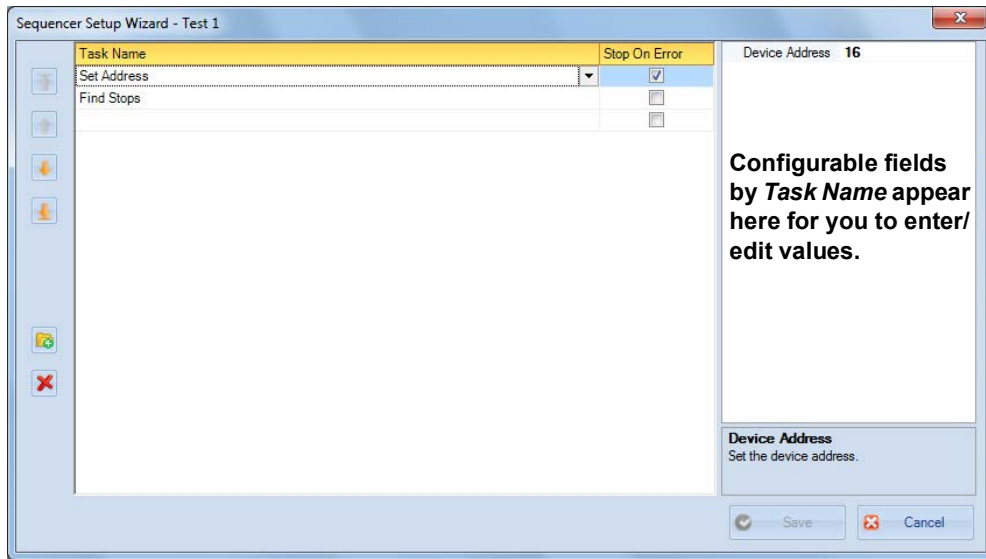 Sequencer Setup Wizard - Test 1
Task Name Stop On Error
Set Address
Find Stops
Device Address 16
Configurable fields
by Task Name appear
here for you to enter/
edit values.
Device Address
Set the device address.
Save Cancel